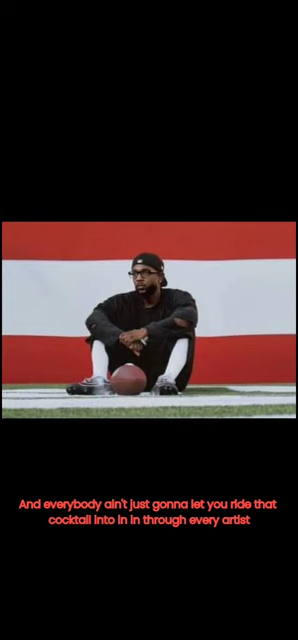 And everybody ain't just gonna let you ride that
cocktail into in in through every artist